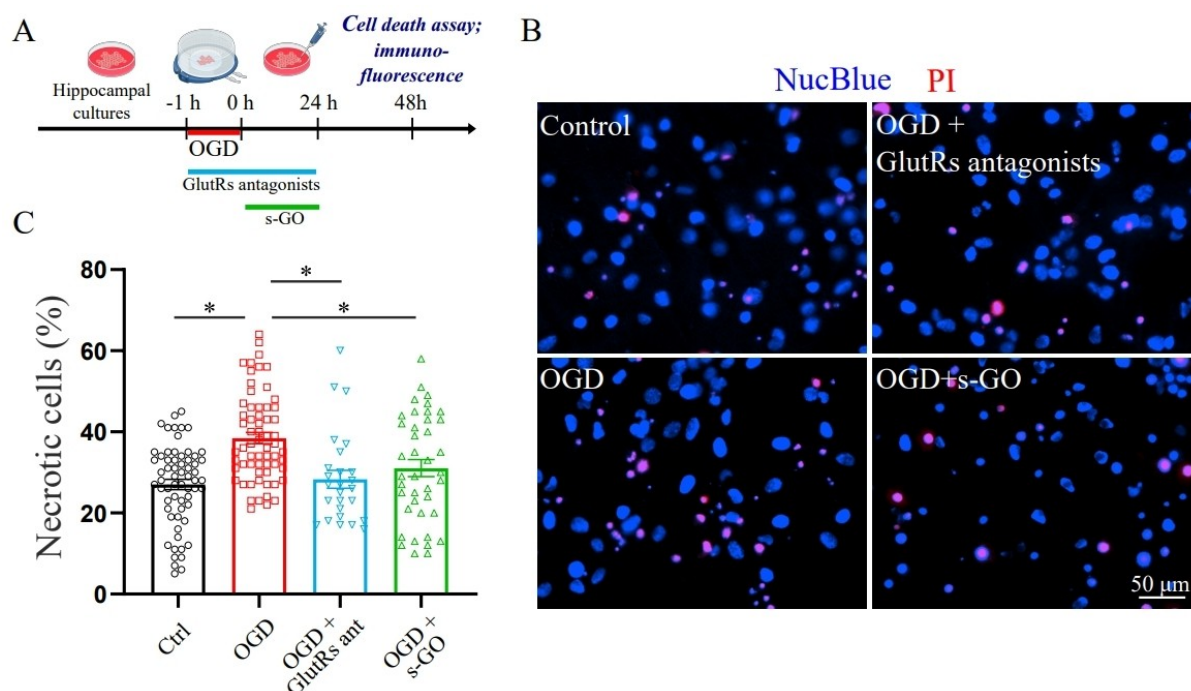 A
Cell death assay;
immuno-
fluorescence
Hippocampal
cultures
-1 h
0 h
24 h
48h
OGD
GlutRs antagonists
s-GO
B
NucBlue PI
Control
OGD +
GlutRs antagonists
OGD
OGD+s-GO
50 µm
C
Necrotic cells (%)
80
60
40
20
0
*
*
*
Ctrl
OGD
OGD +
GlutRs ant
OGD +
s-GO